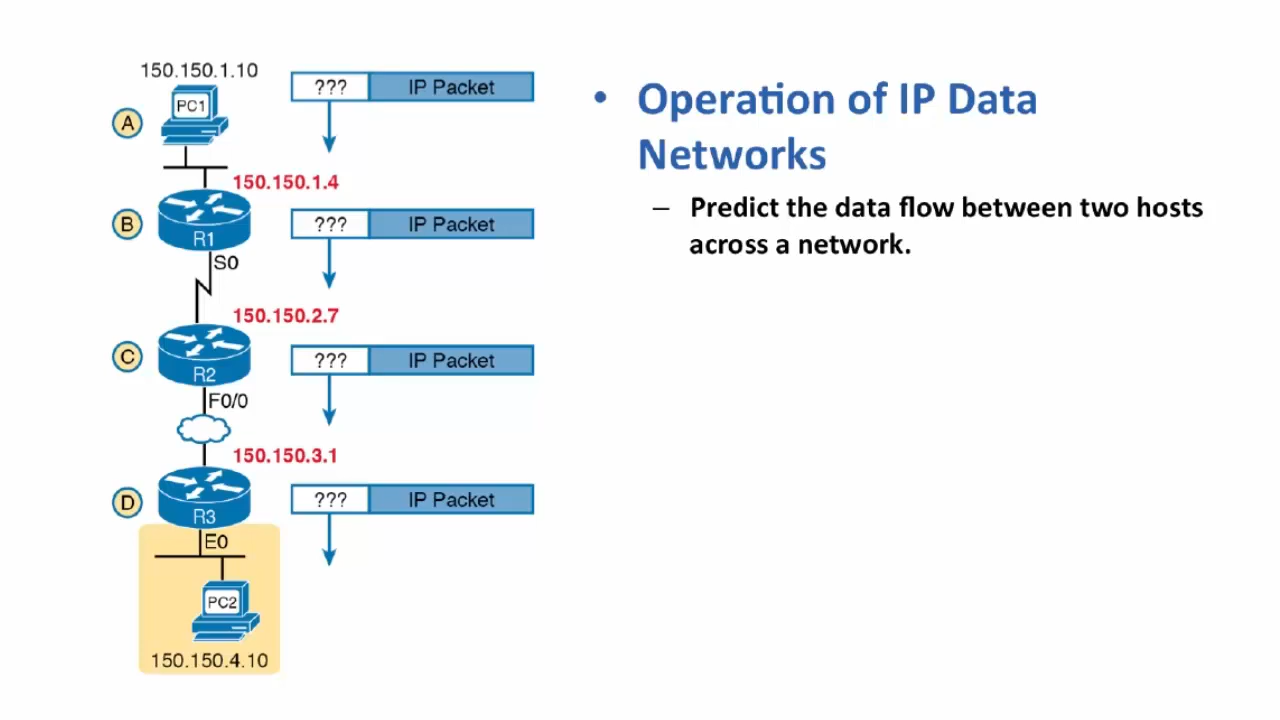 150.150.1.10
PC1
A
??? IP Packet
150.150.1.4
B
R1
??? IP Packet
S0
150.150.2.7
C
R2
??? IP Packet
F0/0
150.150.3.1
D
R3
??? IP Packet
E0
PC2
150.150.4.10
• Operation of IP Data
Networks
– Predict the data flow between two hosts
across a network.